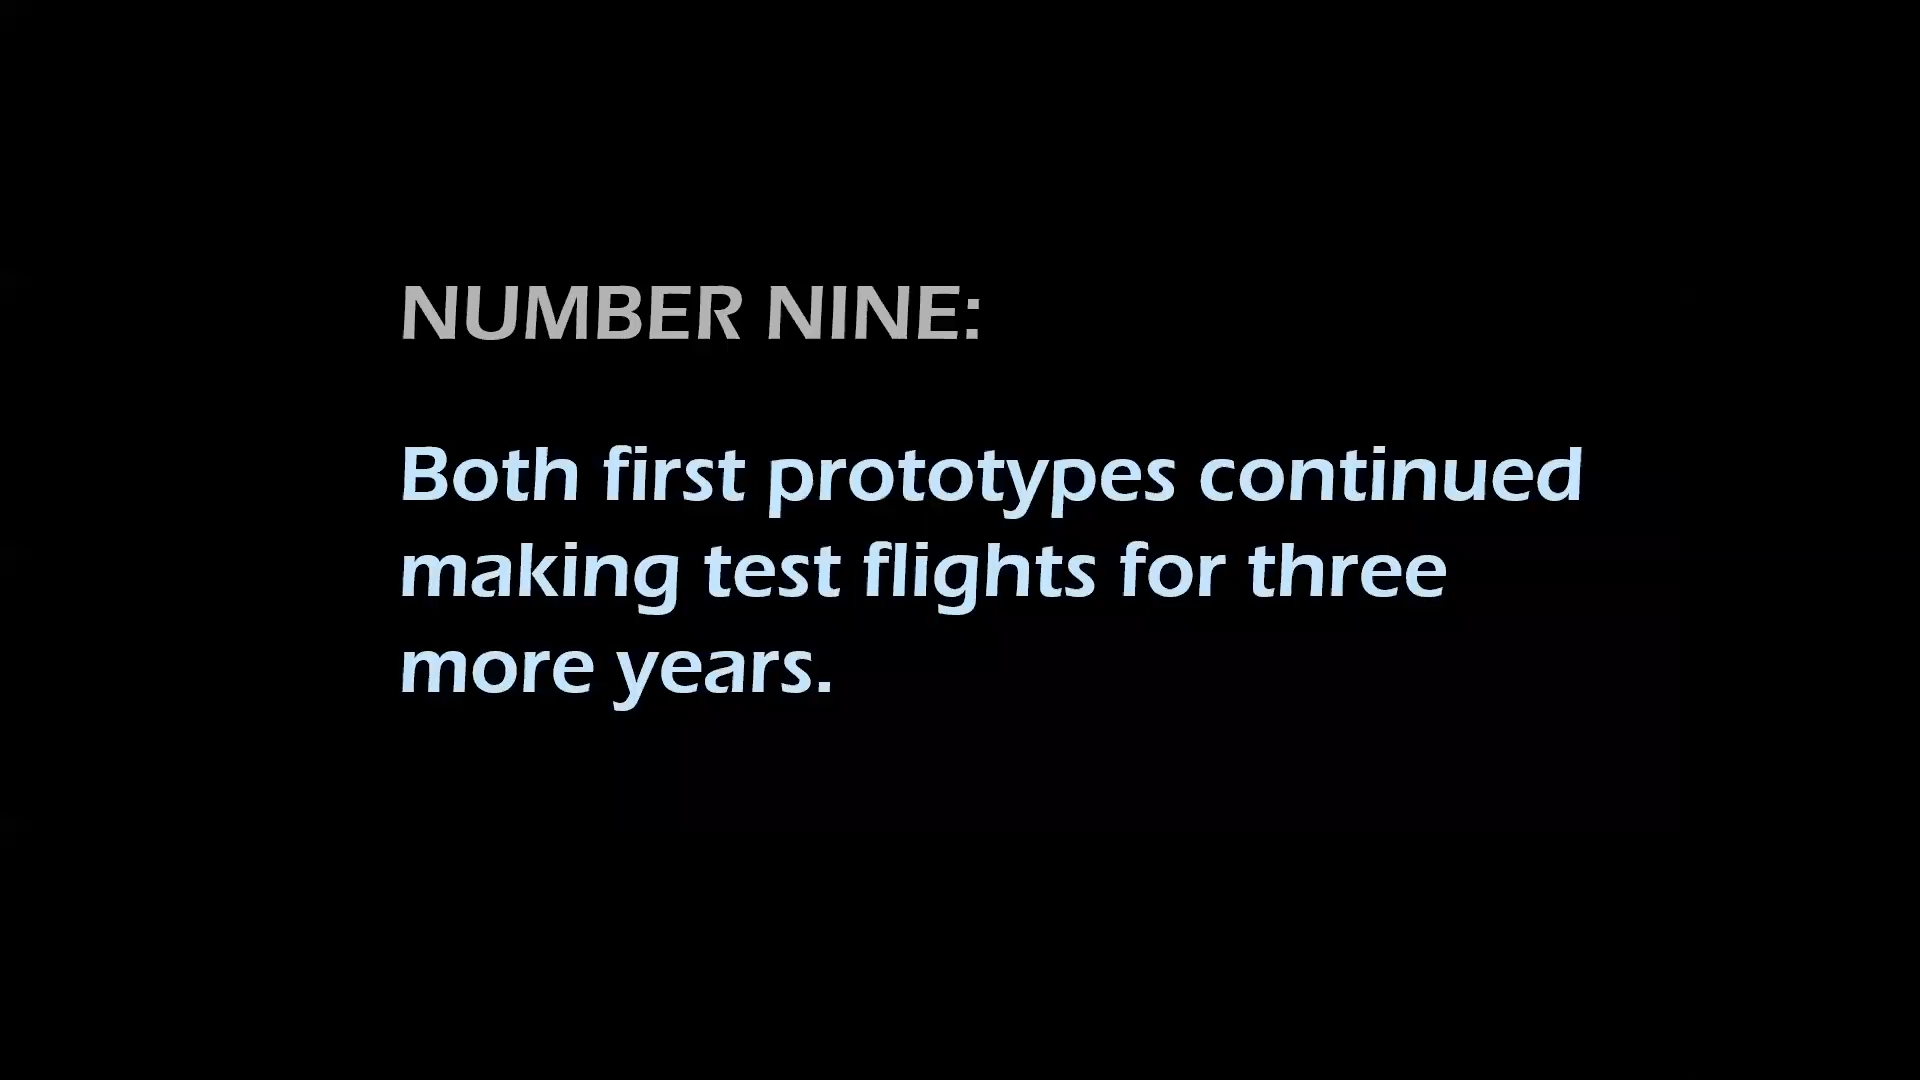 NUMBER NINE:
Both first prototypes continued
making test flights for three
more years.